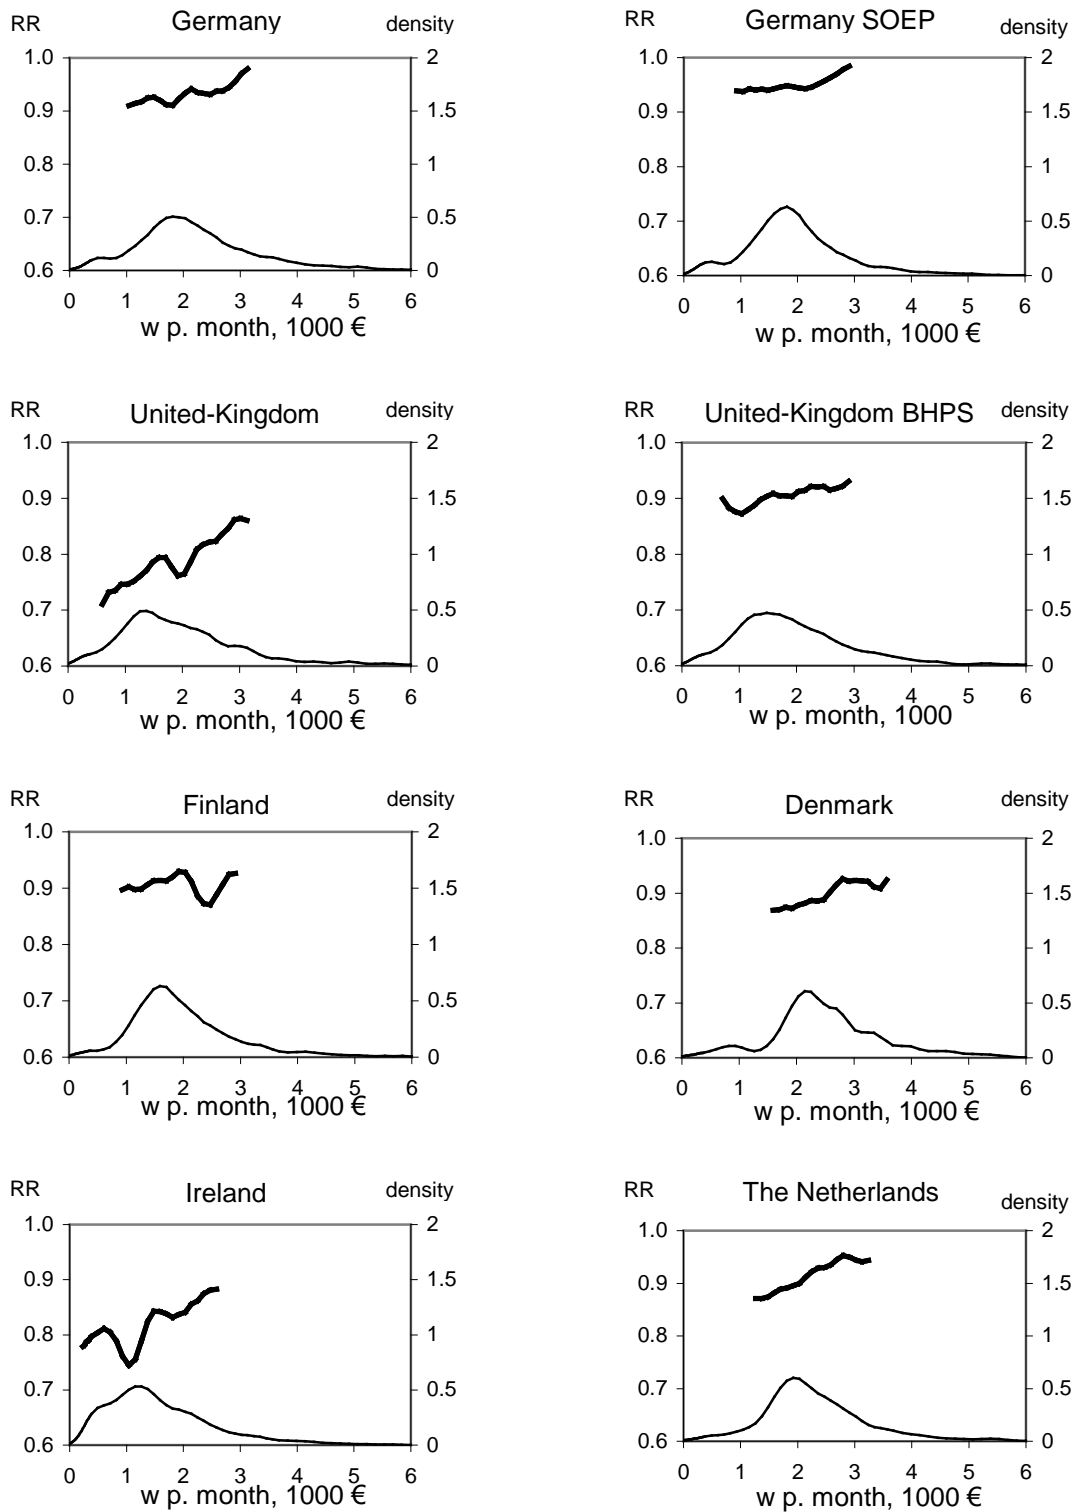 RR Germany density
1.0 2
0.9 1.5
0.8 1
0.7 0.5
0.6 0
0 1 2 3 4 5 6
w p. month, 1000 €
RR Germany SOEP density
1.0 2
0.9 1.5
0.8 1
0.7 0.5
0.6 0
0 1 2 3 4 5 6
w p. month, 1000 €
RR United-Kingdom density
1.0 2
0.9 1.5
0.8 1
0.7 0.5
0.6 0
0 1 2 3 4 5 6
w p. month, 1000 €
RR United-Kingdom BHPS density
1.0 2
0.9 1.5
0.8 1
0.7 0.5
0.6 0
0 1 2 3 4 5 6
w p. month, 1000
RR Finland density
1.0 2
0.9 1.5
0.8 1
0.7 0.5
0.6 0
0 1 2 3 4 5 6
w p. month, 1000 €
RR Denmark density
1.0 2
0.9 1.5
0.8 1
0.7 0.5
0.6 0
0 1 2 3 4 5 6
w p. month, 1000 €
RR Ireland density
1.0 2
0.9 1.5
0.8 1
0.7 0.5
0.6 0
0 1 2 3 4 5 6
w p. month, 1000 €
RR The Netherlands density
1.0 2
0.9 1.5
0.8 1
0.7 0.5
0.6 0
0 1 2 3 4 5 6
w p. month, 1000 €